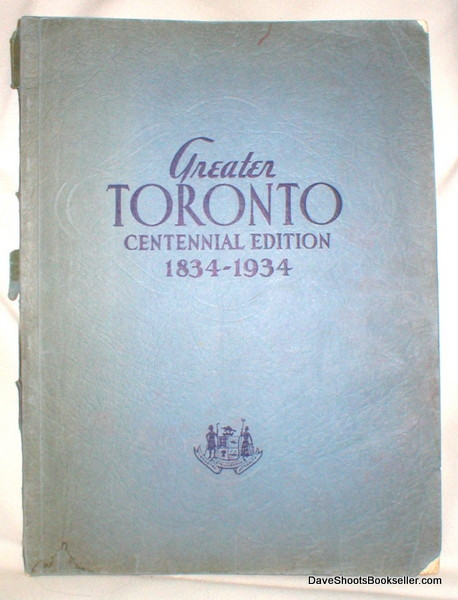 Greater
TORONTO
CENTENNIAL EDITION
1834-1934
DaveShootsBookseller.com